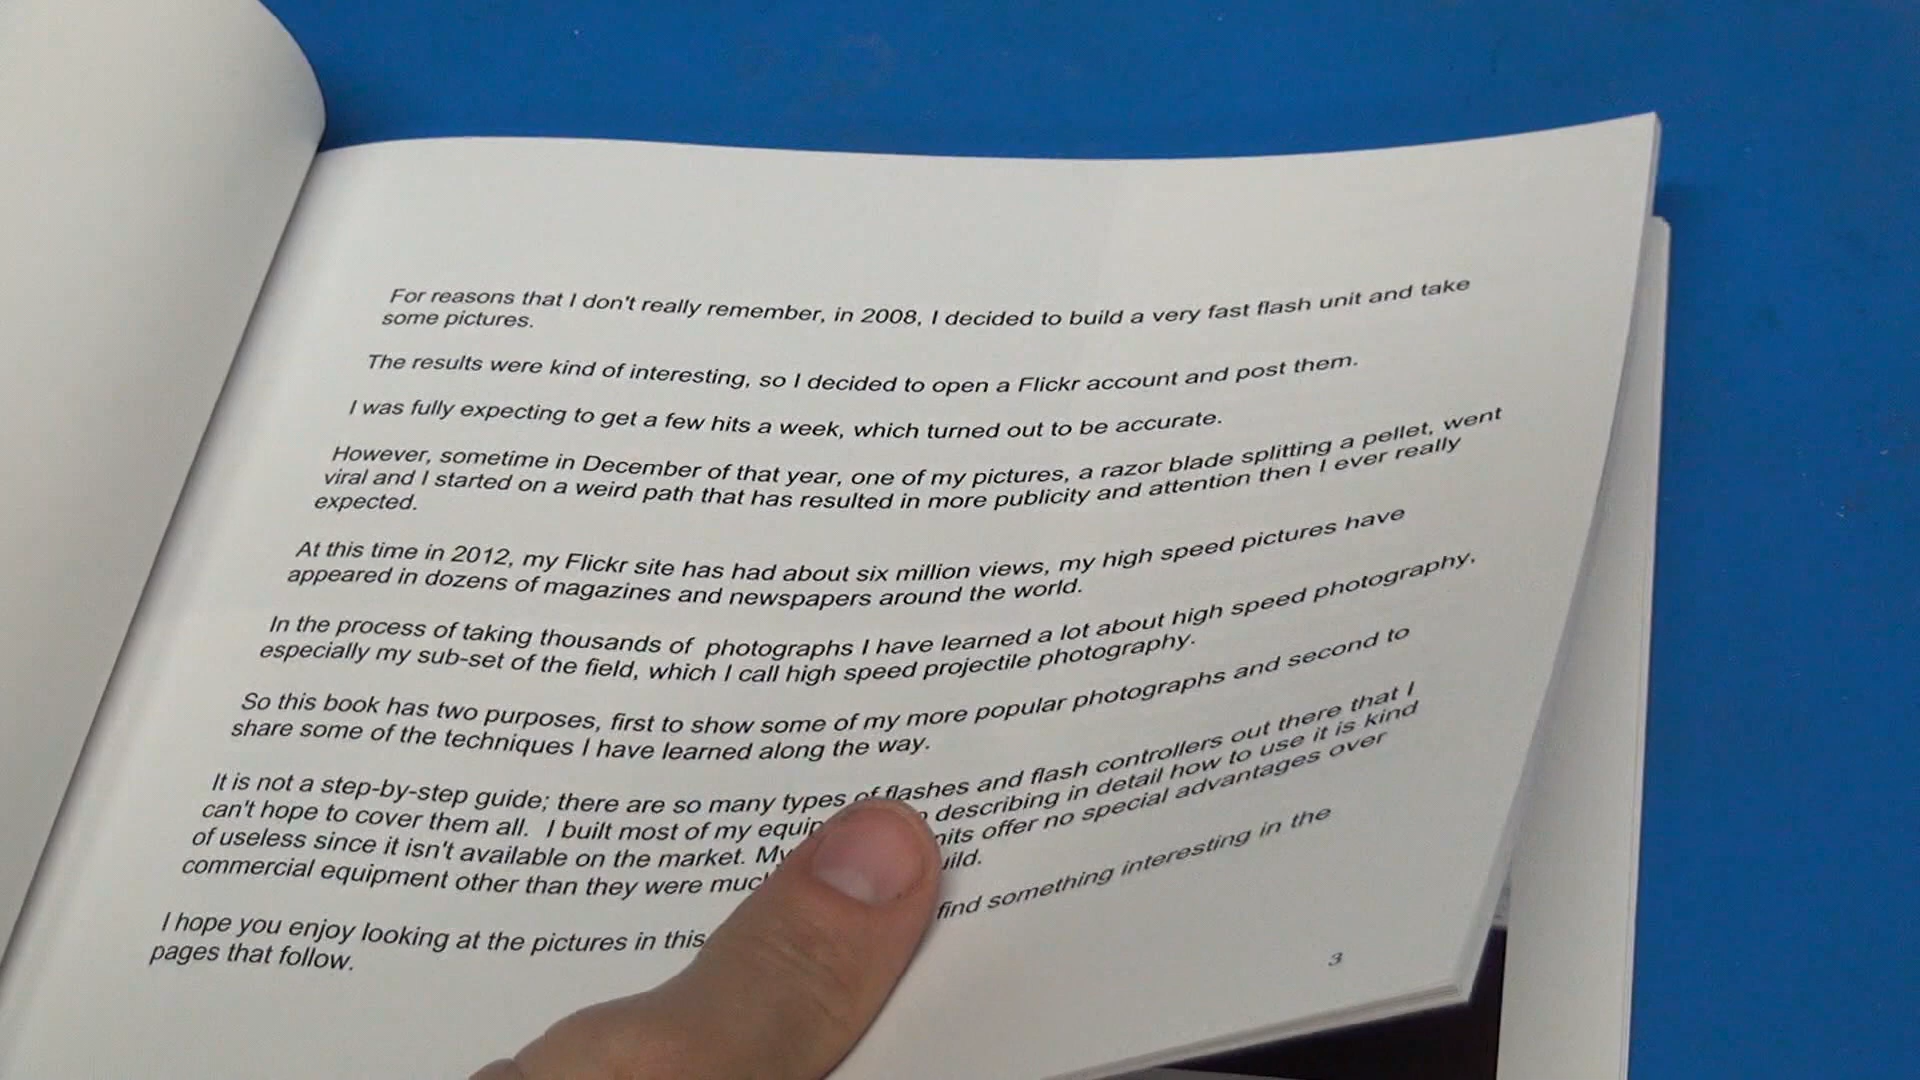 For reasons that I don't really remember, in 2008, I decided to build a very fast flash unit and take
some pictures.
The results were kind of interesting, so I decided to open a Flickr account and post them.
I was fully expecting to get a few hits a week, which turned out to be accurate.
However, sometime in December of that year, one of my pictures, a razor blade splitting a pellet, went
viral and I started on a weird path that has resulted in more publicity and attention then I ever really
expected.
At this time in 2012, my Flickr site has had about six million views, my high speed pictures have
appeared in dozens of magazines and newspapers around the world.
In the process of taking thousands of photographs I have learned a lot about high speed photography,
especially my sub-set of the field, which I call high speed projectile photography.
So this book has two purposes, first to show some of my more popular photographs and second to
share some of the techniques I have learned along the way.
It is not a step-by-step guide; there are so many types of flashes and flash controllers out there that I
can't hope to cover them all. I built most of my describing in detail how to use it is kind
of useless since it isn't available on the market. My offer no special advantages over
commercial equipment other than they were
I hope you enjoy looking at the pictures in this find something interesting in the
pages that follow.
3